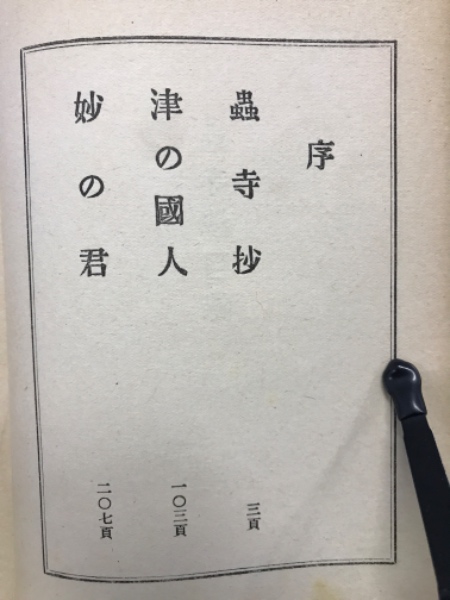 序
蟲寺抄 三頁
津の國人 一〇三頁
妙の君 二〇七頁